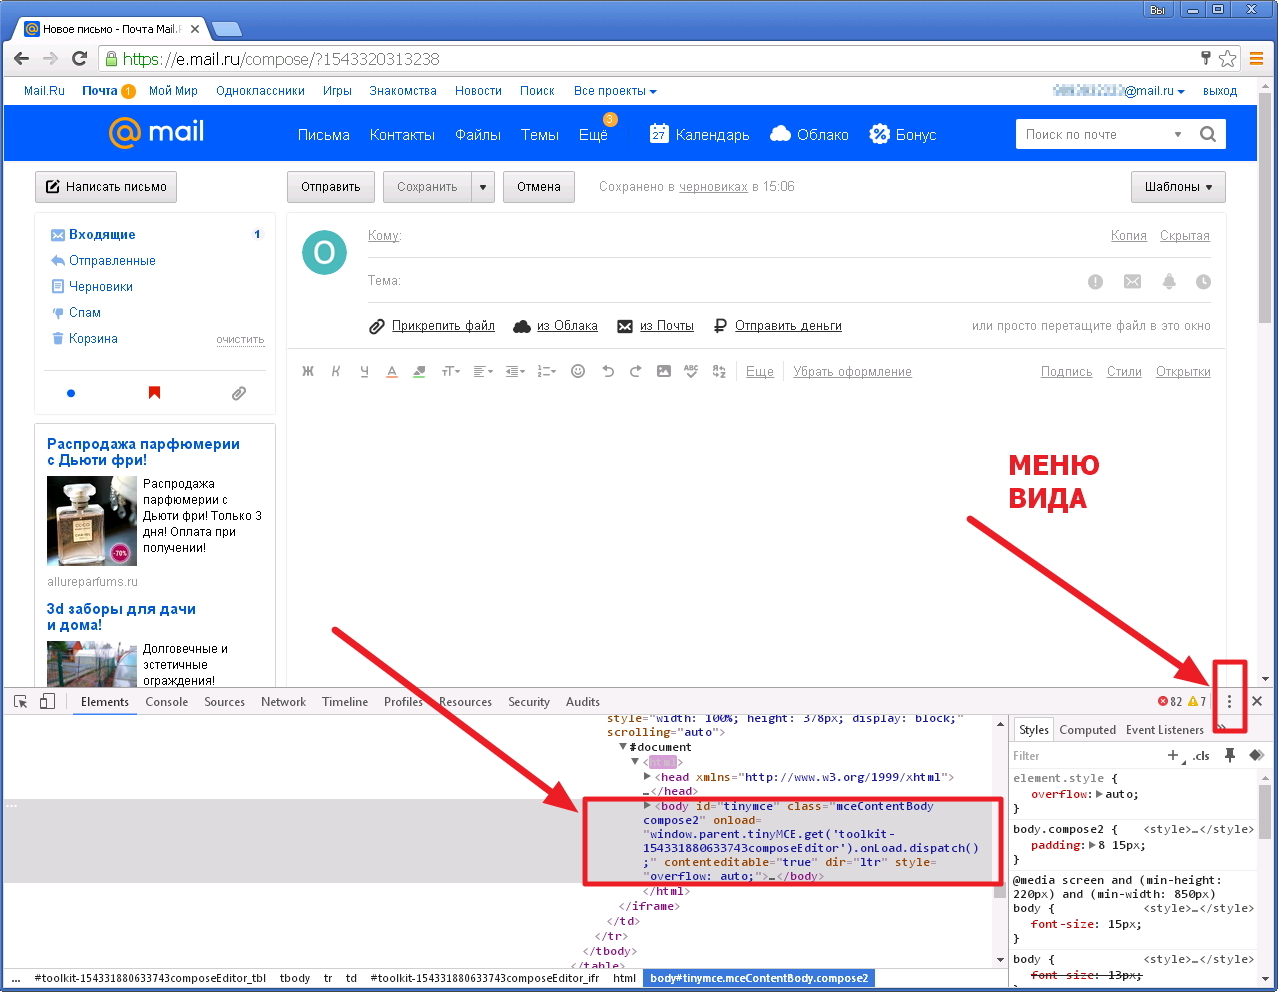 Вы
Новое письмо - Почта Mail.R
https://e.mail.ru/compose/?1543320313238
Mail.Ru Почта 1 Мой Мир Одноклассники Игры Знакомства Новости Поиск Все проекты @mail.ru выход
@mail Письма Контакты Файлы Темы Ещё 3 27 Календарь Облако % Бонус Поиск по почте
Написать письмо Отправить Сохранить Отмена Сохранено в черновиках в 15:06 Шаблоны
Входящие 1
Отправленные
Черновики
Спам
Корзина очистить
О
Кому: Копия Скрытая
Тема:
Прикрепить файл из Облака из Почты Отправить деньги или просто перетащите файл в это окно
Ж К Ч А тТ ABC Еще Убрать оформление Подпись Стили Открытки
Распродажа парфюмерии
с Дьюти фри!
Распродажа
парфюмерии с
Дьюти фри! Только 3
дня! Оплата при
получении!
-70%
allureparfums.ru
3d заборы для дачи
и дома!
Долговечные и
эстетичные
ограждения!
МЕНЮ
ВИДА
Elements Console Sources Network Timeline Profiles Resources Security Audits 82 7
style="width: 100%; height: 378px; display: block;"
scrolling="auto">
#document
<html>
<head xmlns="http://www.w3.org/1999/xhtml">
…</head>
<body id="tinymce" class="mceContentBody
compose2" onload=
"window.parent.tinyMCE.get('toolkit-
154331880633743composeEditor').onLoad.dispatch()
;" contenteditable="true" dir="ltr" style=
"overflow: auto;">…</body>
</html>
</iframe>
</td>
</tr>
</tbody>
</table>
Styles Computed Event Listeners »
Filter + .cls
element.style {
overflow: auto;
}
body.compose2 { <style>…</style>
padding: 8 15px;
}
@media screen and (min-height:
220px) and (min-width: 850px)
body { <style>…</style>
font-size: 15px;
}
body { <style>…</style>
font-size: 13px;
... #toolkit-154331880633743composeEditor_tbl tbody tr td #toolkit-154331880633743composeEditor_ifr html body#tinymce.mceContentBody.compose2